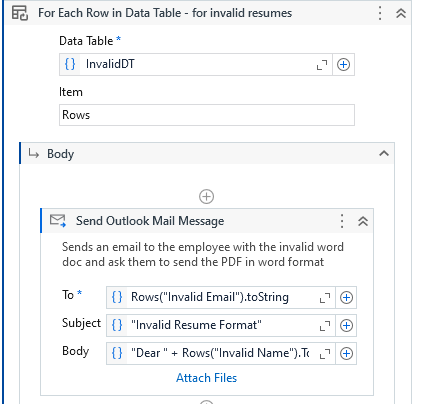 For Each Row in Data Table - for invalid resumes
Data Table *
{} InvalidDT
Item
Rows
Body
Send Outlook Mail Message
Sends an email to the employee with the invalid word
doc and ask them to send the PDF in word format
To * {} Rows("Invalid Email").toString
Subject {} "Invalid Resume Format"
Body {} "Dear " + Rows("Invalid Name").Tc
Attach Files